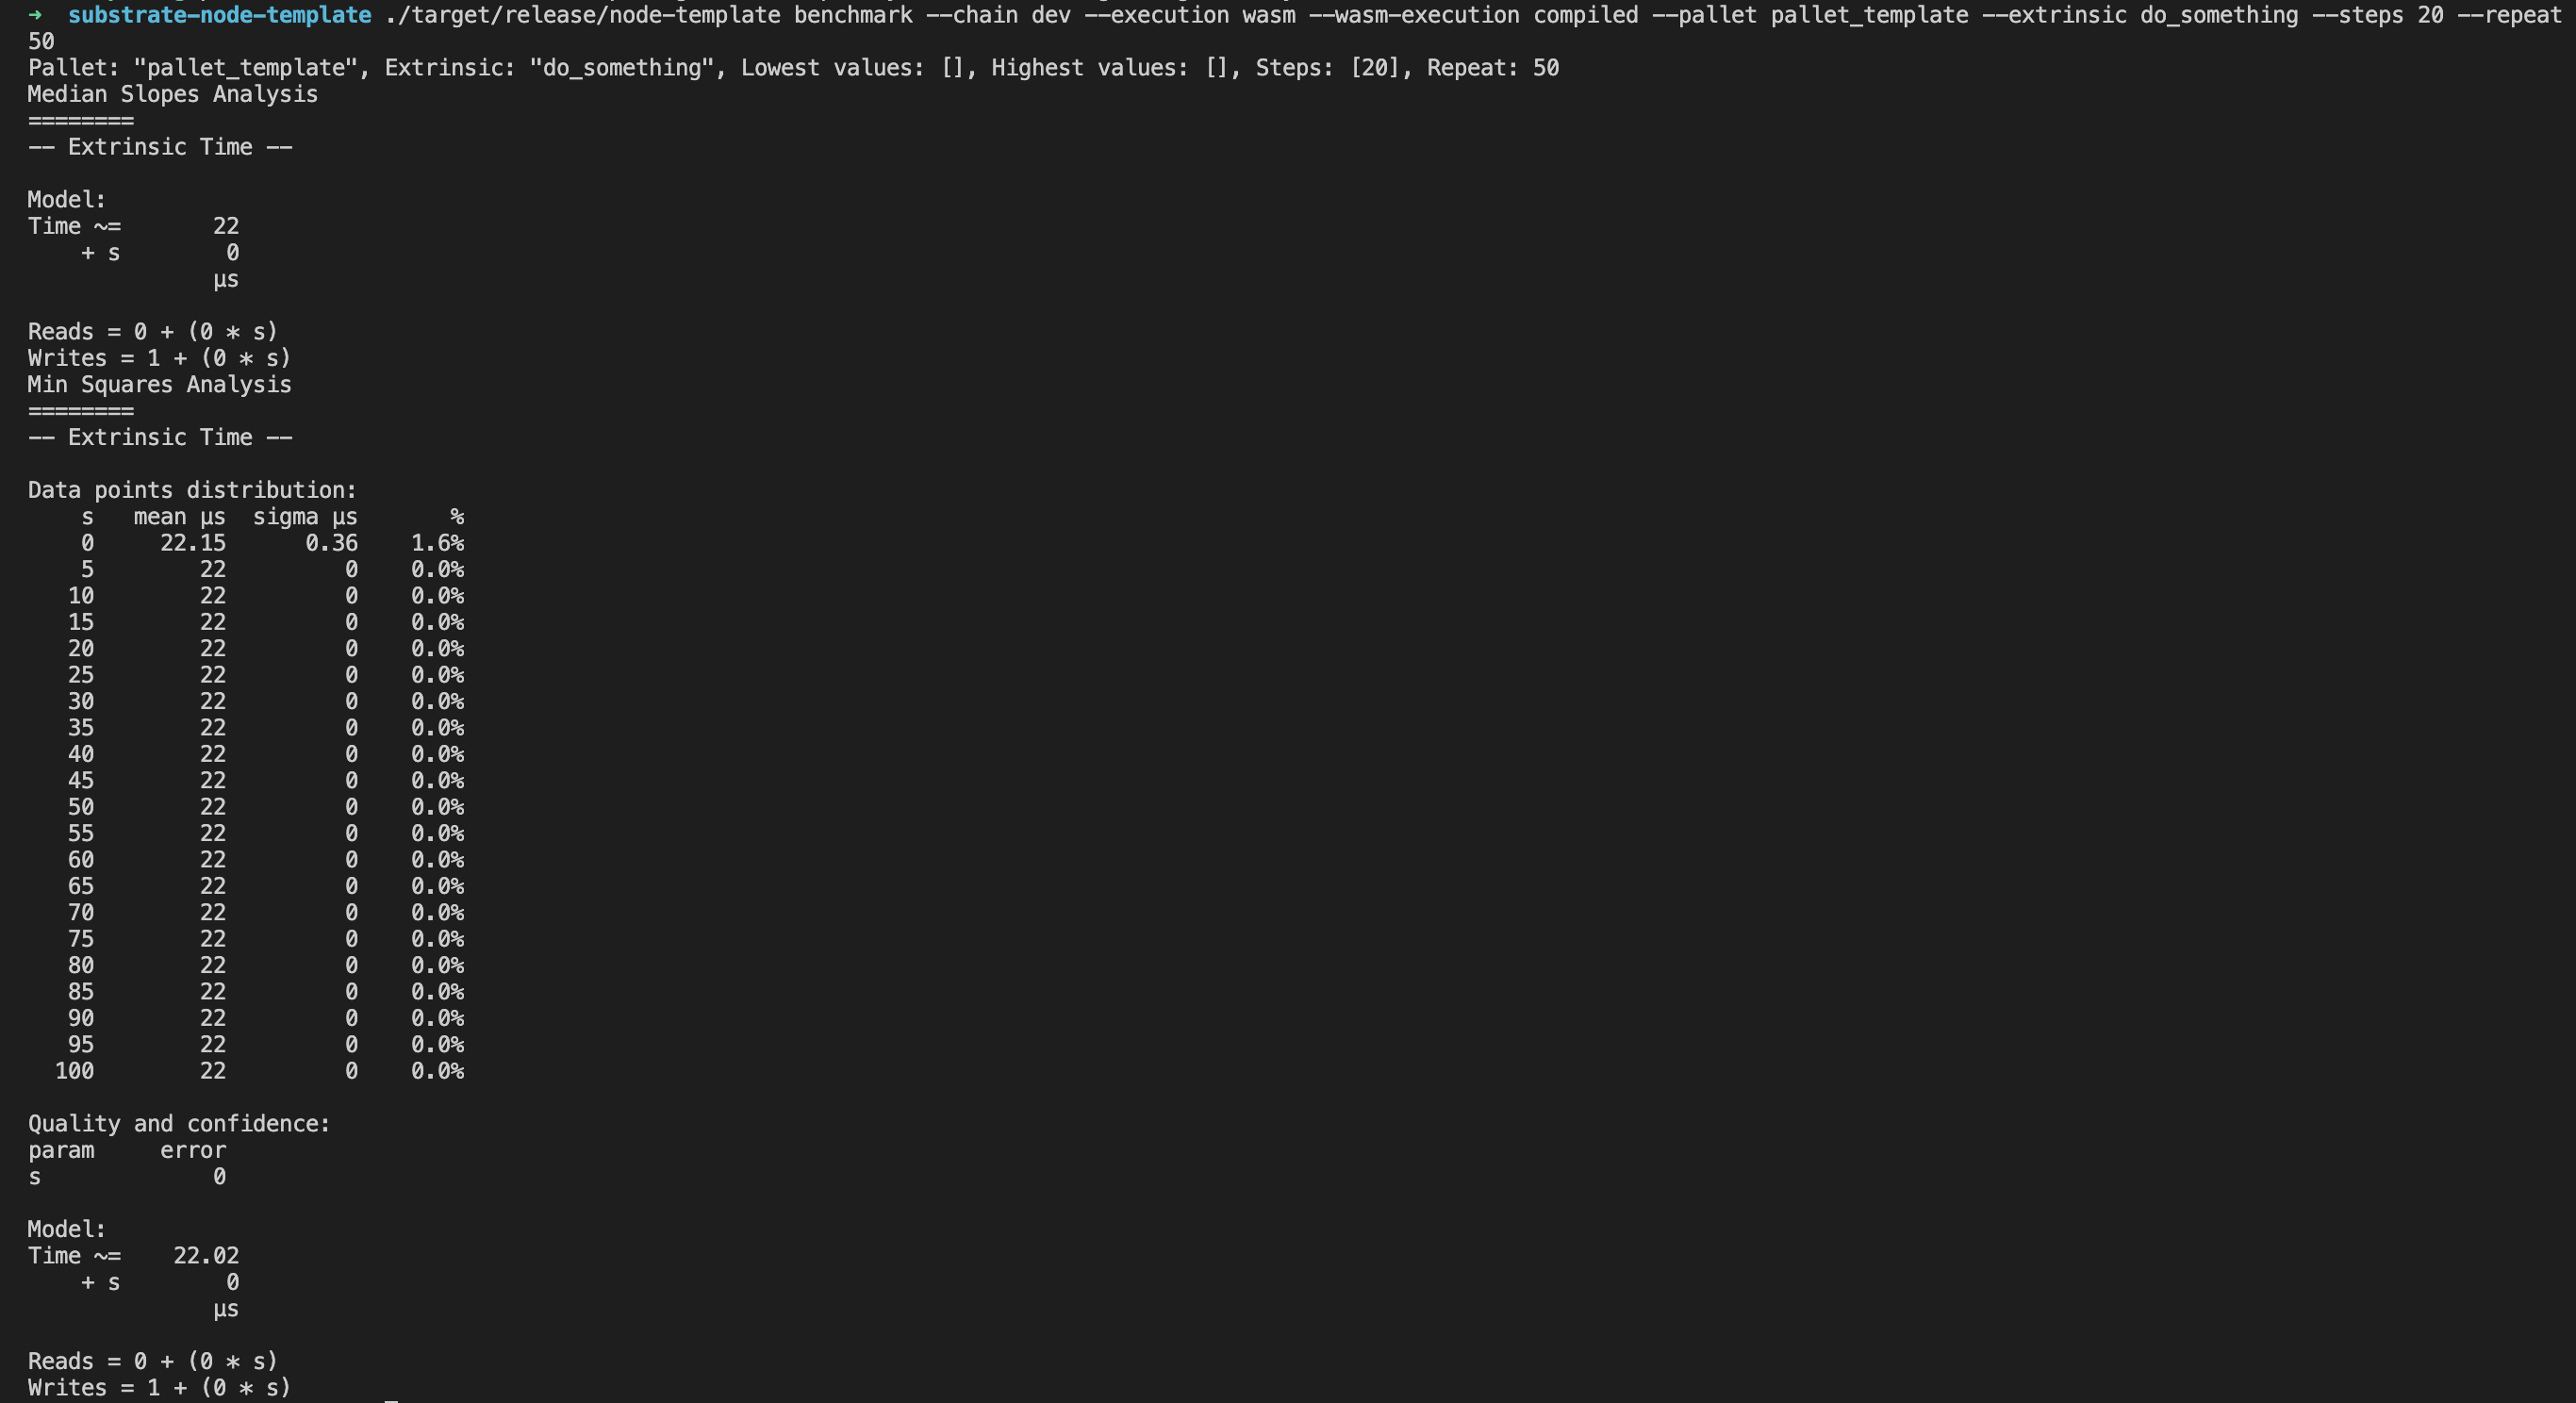 ➜  substrate-node-template ./target/release/node-template benchmark --chain dev --execution wasm --wasm-execution compiled --pallet pallet_template --extrinsic do_something --steps 20 --repeat
50
Pallet: "pallet_template", Extrinsic: "do_something", Lowest values: [], Highest values: [], Steps: [20], Repeat: 50
Median Slopes Analysis
========
-- Extrinsic Time --

Model:
Time ~=       22
    + s        0
              µs

Reads = 0 + (0 * s)
Writes = 1 + (0 * s)
Min Squares Analysis
========
-- Extrinsic Time --

Data points distribution:
    s   mean µs  sigma µs       %
    0     22.15      0.36    1.6%
    5        22         0    0.0%
   10        22         0    0.0%
   15        22         0    0.0%
   20        22         0    0.0%
   25        22         0    0.0%
   30        22         0    0.0%
   35        22         0    0.0%
   40        22         0    0.0%
   45        22         0    0.0%
   50        22         0    0.0%
   55        22         0    0.0%
   60        22         0    0.0%
   65        22         0    0.0%
   70        22         0    0.0%
   75        22         0    0.0%
   80        22         0    0.0%
   85        22         0    0.0%
   90        22         0    0.0%
   95        22         0    0.0%
  100        22         0    0.0%

Quality and confidence:
param     error
s             0

Model:
Time ~=    22.02
    + s        0
              µs

Reads = 0 + (0 * s)
Writes = 1 + (0 * s)